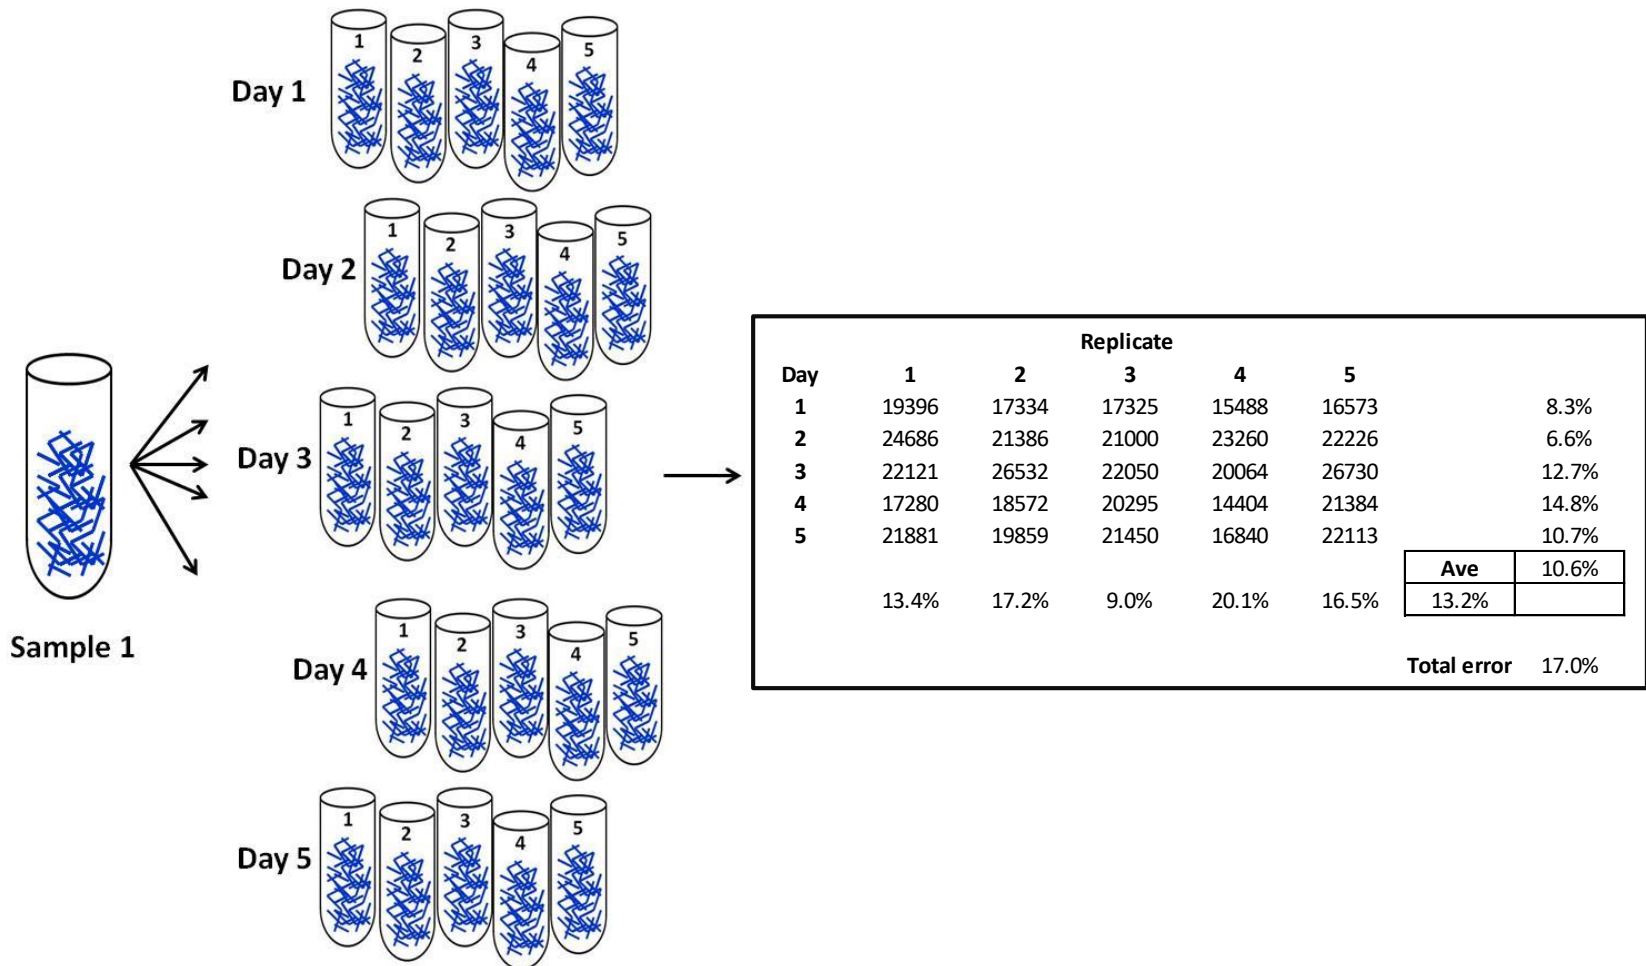 1 2 3 4 5
Day 1
1 2 3 4 5
Day 2
1 2 3 4 5
Day 3
1 2 3 4 5
Day 4
1 2 3 4 5
Day 5
Sample 1
Replicate
Day 1 2 3 4 5
1 19396 17334 17325 15488 16573 8.3%
2 24686 21386 21000 23260 22226 6.6%
3 22121 26532 22050 20064 26730 12.7%
4 17280 18572 20295 14404 21384 14.8%
5 21881 19859 21450 16840 22113 10.7%
Ave 10.6%
13.4% 17.2% 9.0% 20.1% 16.5% 13.2%
Total error 17.0%